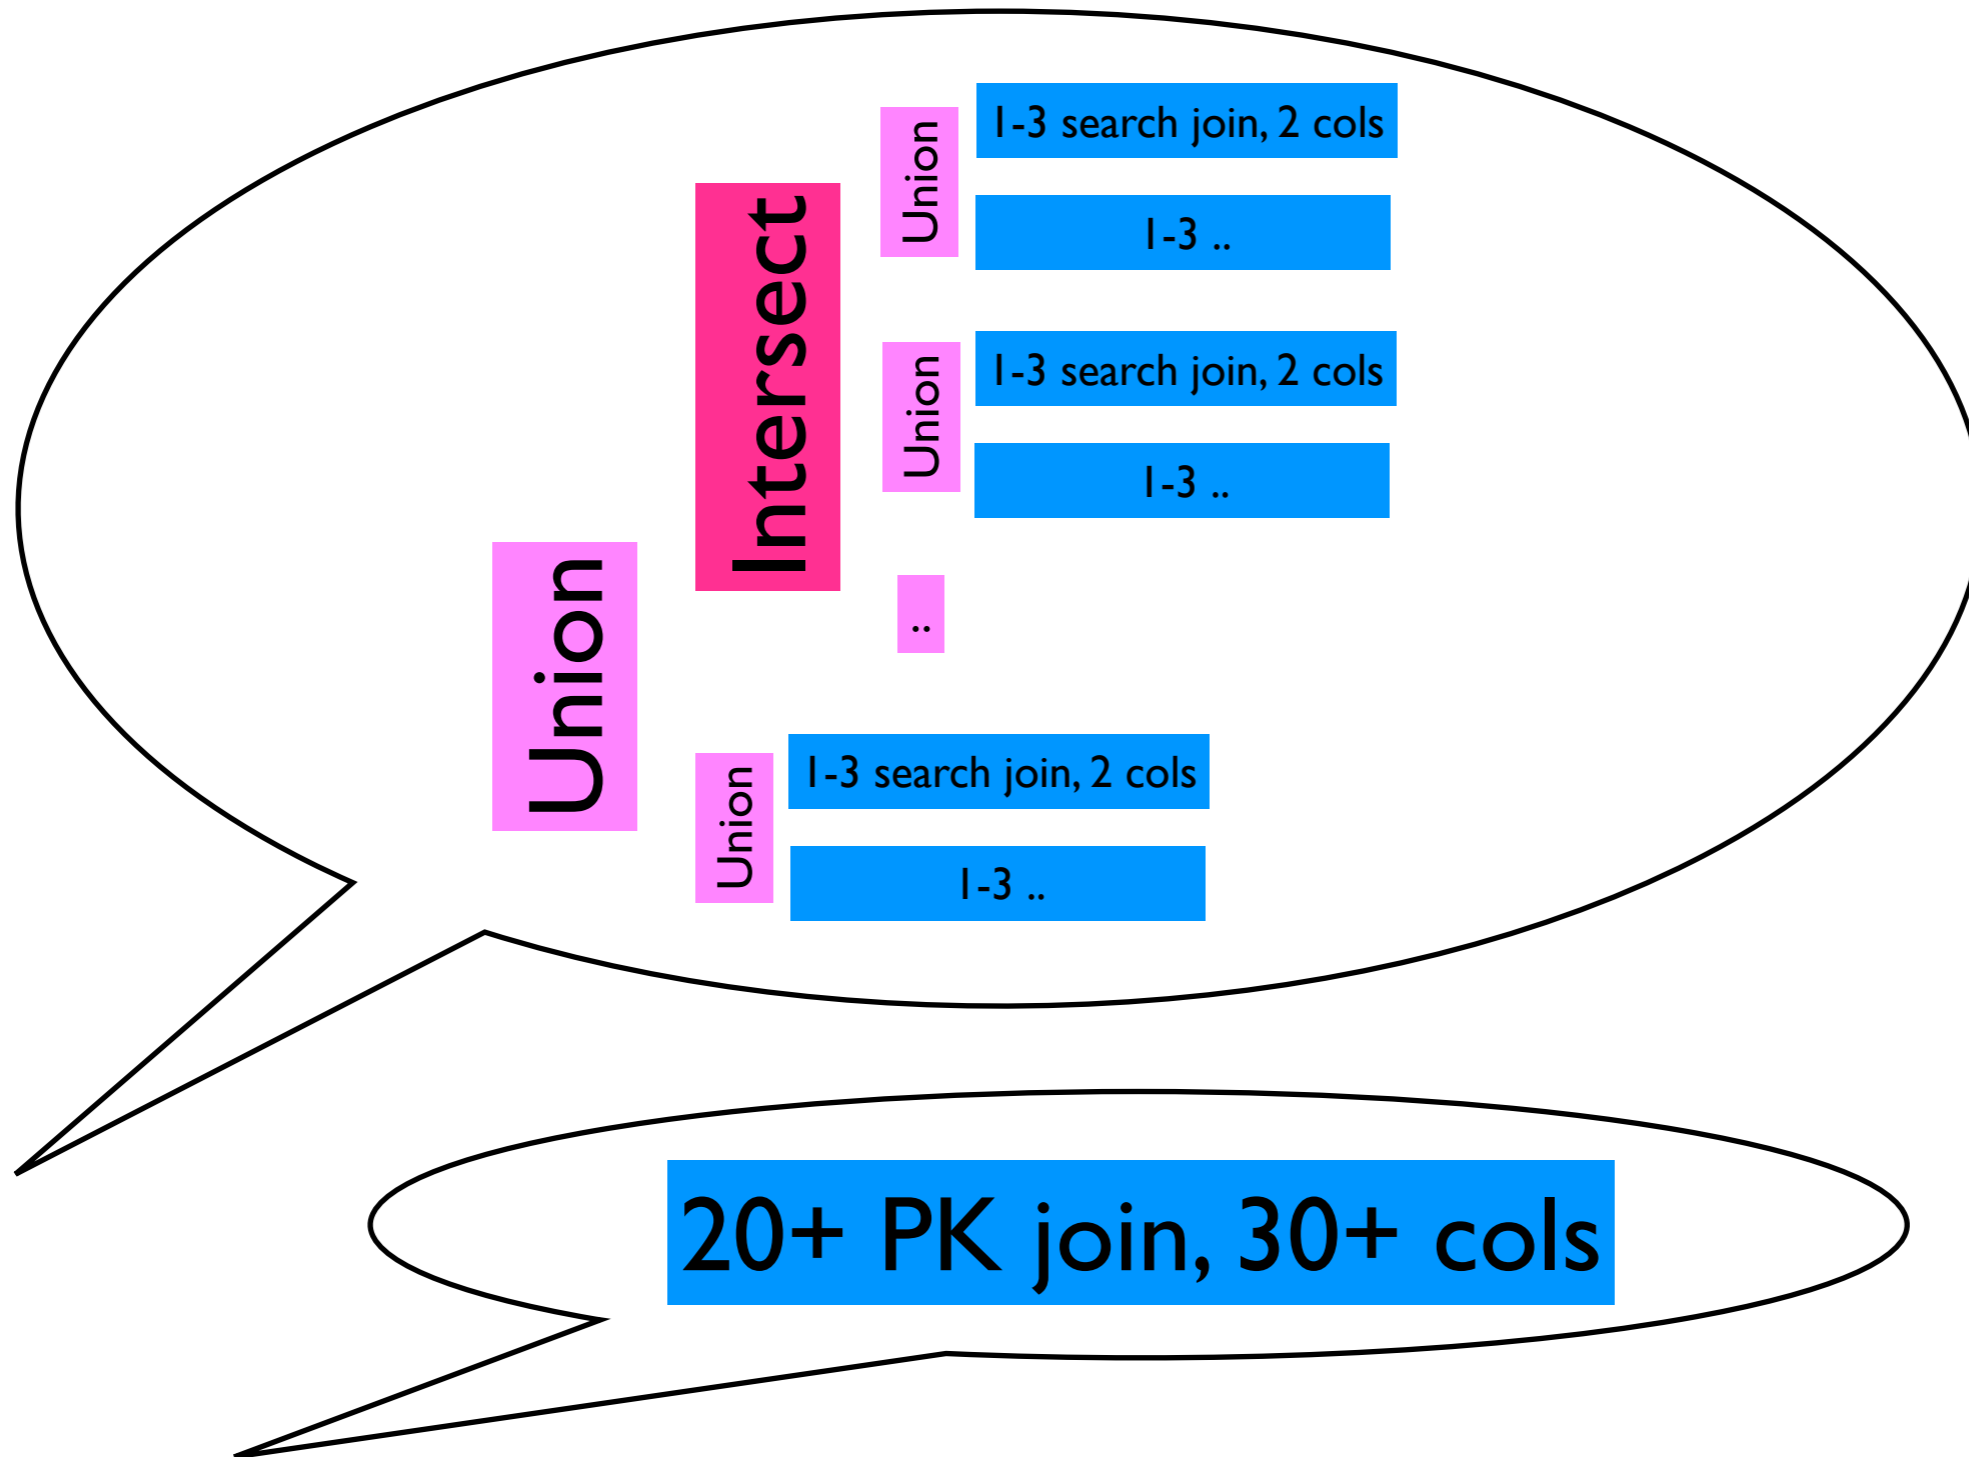 Union
1-3 search join, 2 cols
1-3 ..
Intersect
Union
1-3 search join, 2 cols
1-3 ..
..
Union
Union
1-3 search join, 2 cols
1-3 ..
20+ PK join, 30+ cols